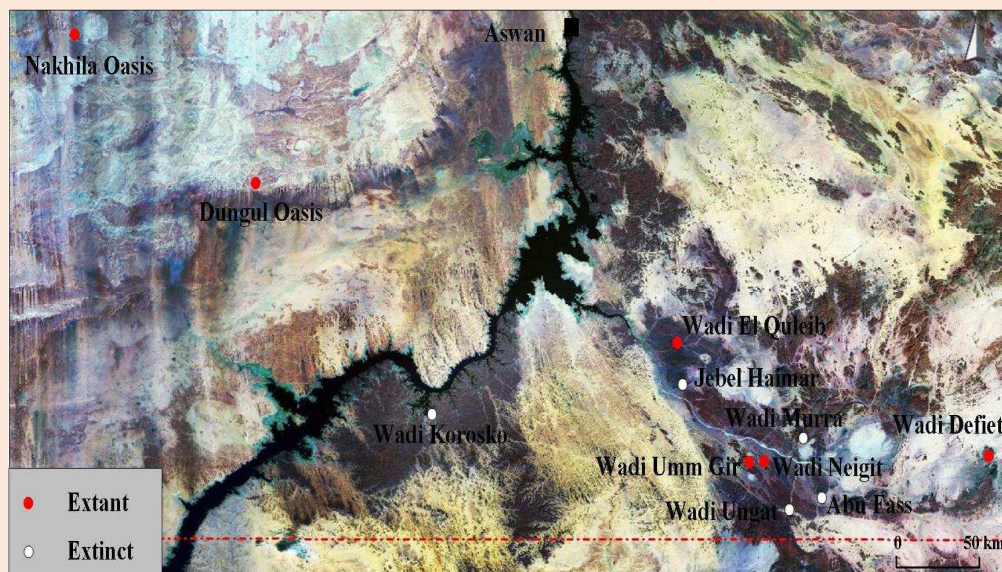 Aswan
Nakhila Oasis
Dungul Oasis
Wadi El Quleib
Jebel Haimar
Wadi Murra
Wadi Korosko
Wadi Defiet
Wadi Umm Gir
Wadi Neigit
Wadi Ungat
Abu Fass
Extant
Extinct
0 50 km